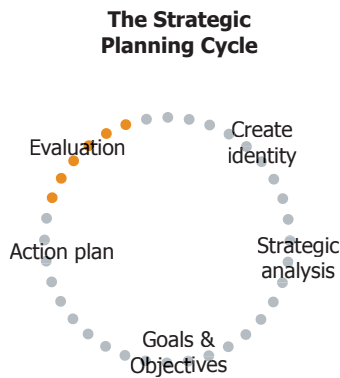 The Strategic
Planning Cycle
Create
identity
Strategic
analysis
Goals &
Objectives
Action plan
Evaluation